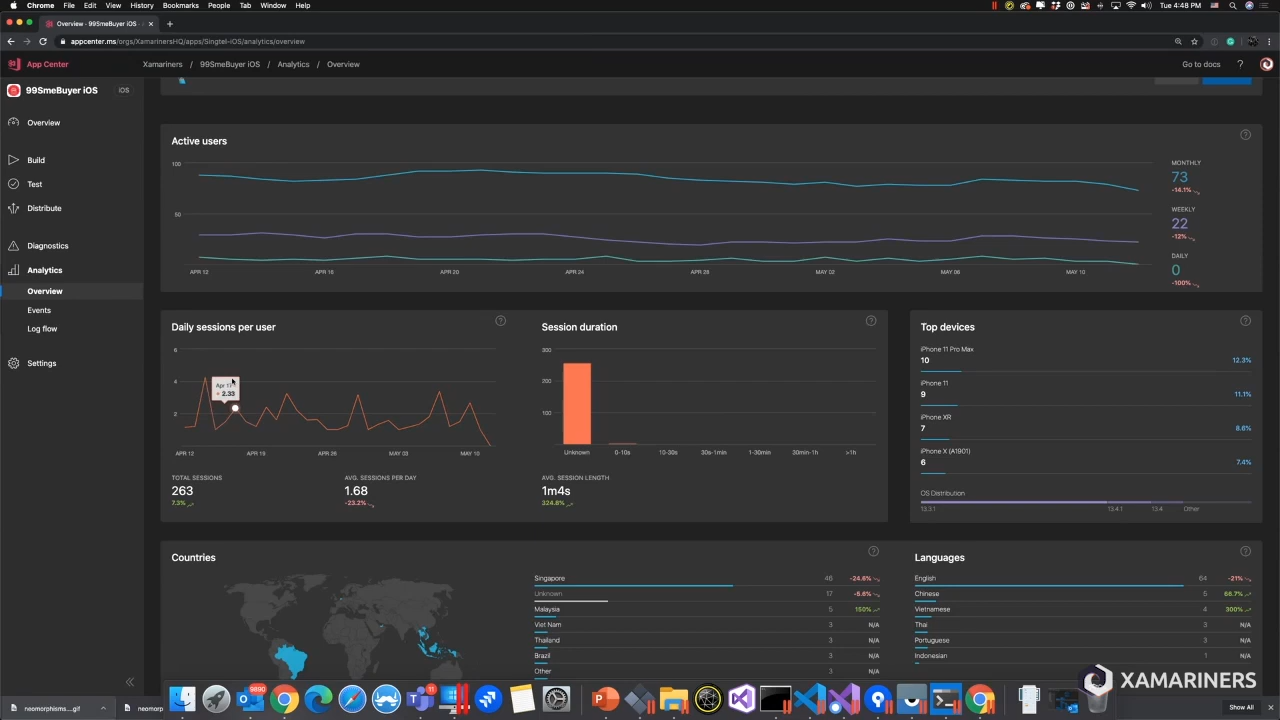 Chrome File Edit View History Bookmarks People Tab Window Help
Tue 4:48 PM
Overview - 99SmeBuyer iOS
appcenter.ms/orgs/XamarinersHQ/apps/Singtel-iOS/analytics/overview
App Center
Xamariners / 99SmeBuyer iOS / Analytics / Overview
Go to docs
99SmeBuyer iOS
iOS
Overview
Build
Test
Distribute
Diagnostics
Analytics
Overview
Events
Log flow
Settings
Active users
100
50
APR 12 APR 16 APR 20 APR 24 APR 28 MAY 02 MAY 06 MAY 10
MONTHLY
73
-14.1%
WEEKLY
22
-12%
DAILY
0
-100%
Daily sessions per user
6
4
2
2.33
APR 12 APR 19 APR 26 MAY 03 MAY 10
TOTAL SESSIONS
263
7.3%
AVG. SESSIONS PER DAY
1.68
-23.2%
Session duration
300
200
100
Unknown 0-10s 10-30s 30s-1min 1-30min 30min-1h >1h
AVG. SESSION LENGTH
1m4s
324.8%
Top devices
iPhone 11 Pro Max
10 12.3%
iPhone 11
9 11.1%
iPhone XR
7 8.6%
iPhone X (A1901)
6 7.4%
OS Distribution
13.3.1 13.4.1 13.4 Other
Countries
Singapore 46 -24.6%
Unknown 17 -5.6%
Malaysia 5 150%
Viet Nam 3 N/A
Thailand 3 N/A
Brazil 3 N/A
Other
Languages
English 64 -21%
Chinese 5 66.7%
Vietnamese 4 300%
Thai 3 N/A
Portuguese 3 N/A
Indonesian 1 N/A
XAMARINERS
neomorphisms....gif
neomorp
9890
11
Show All